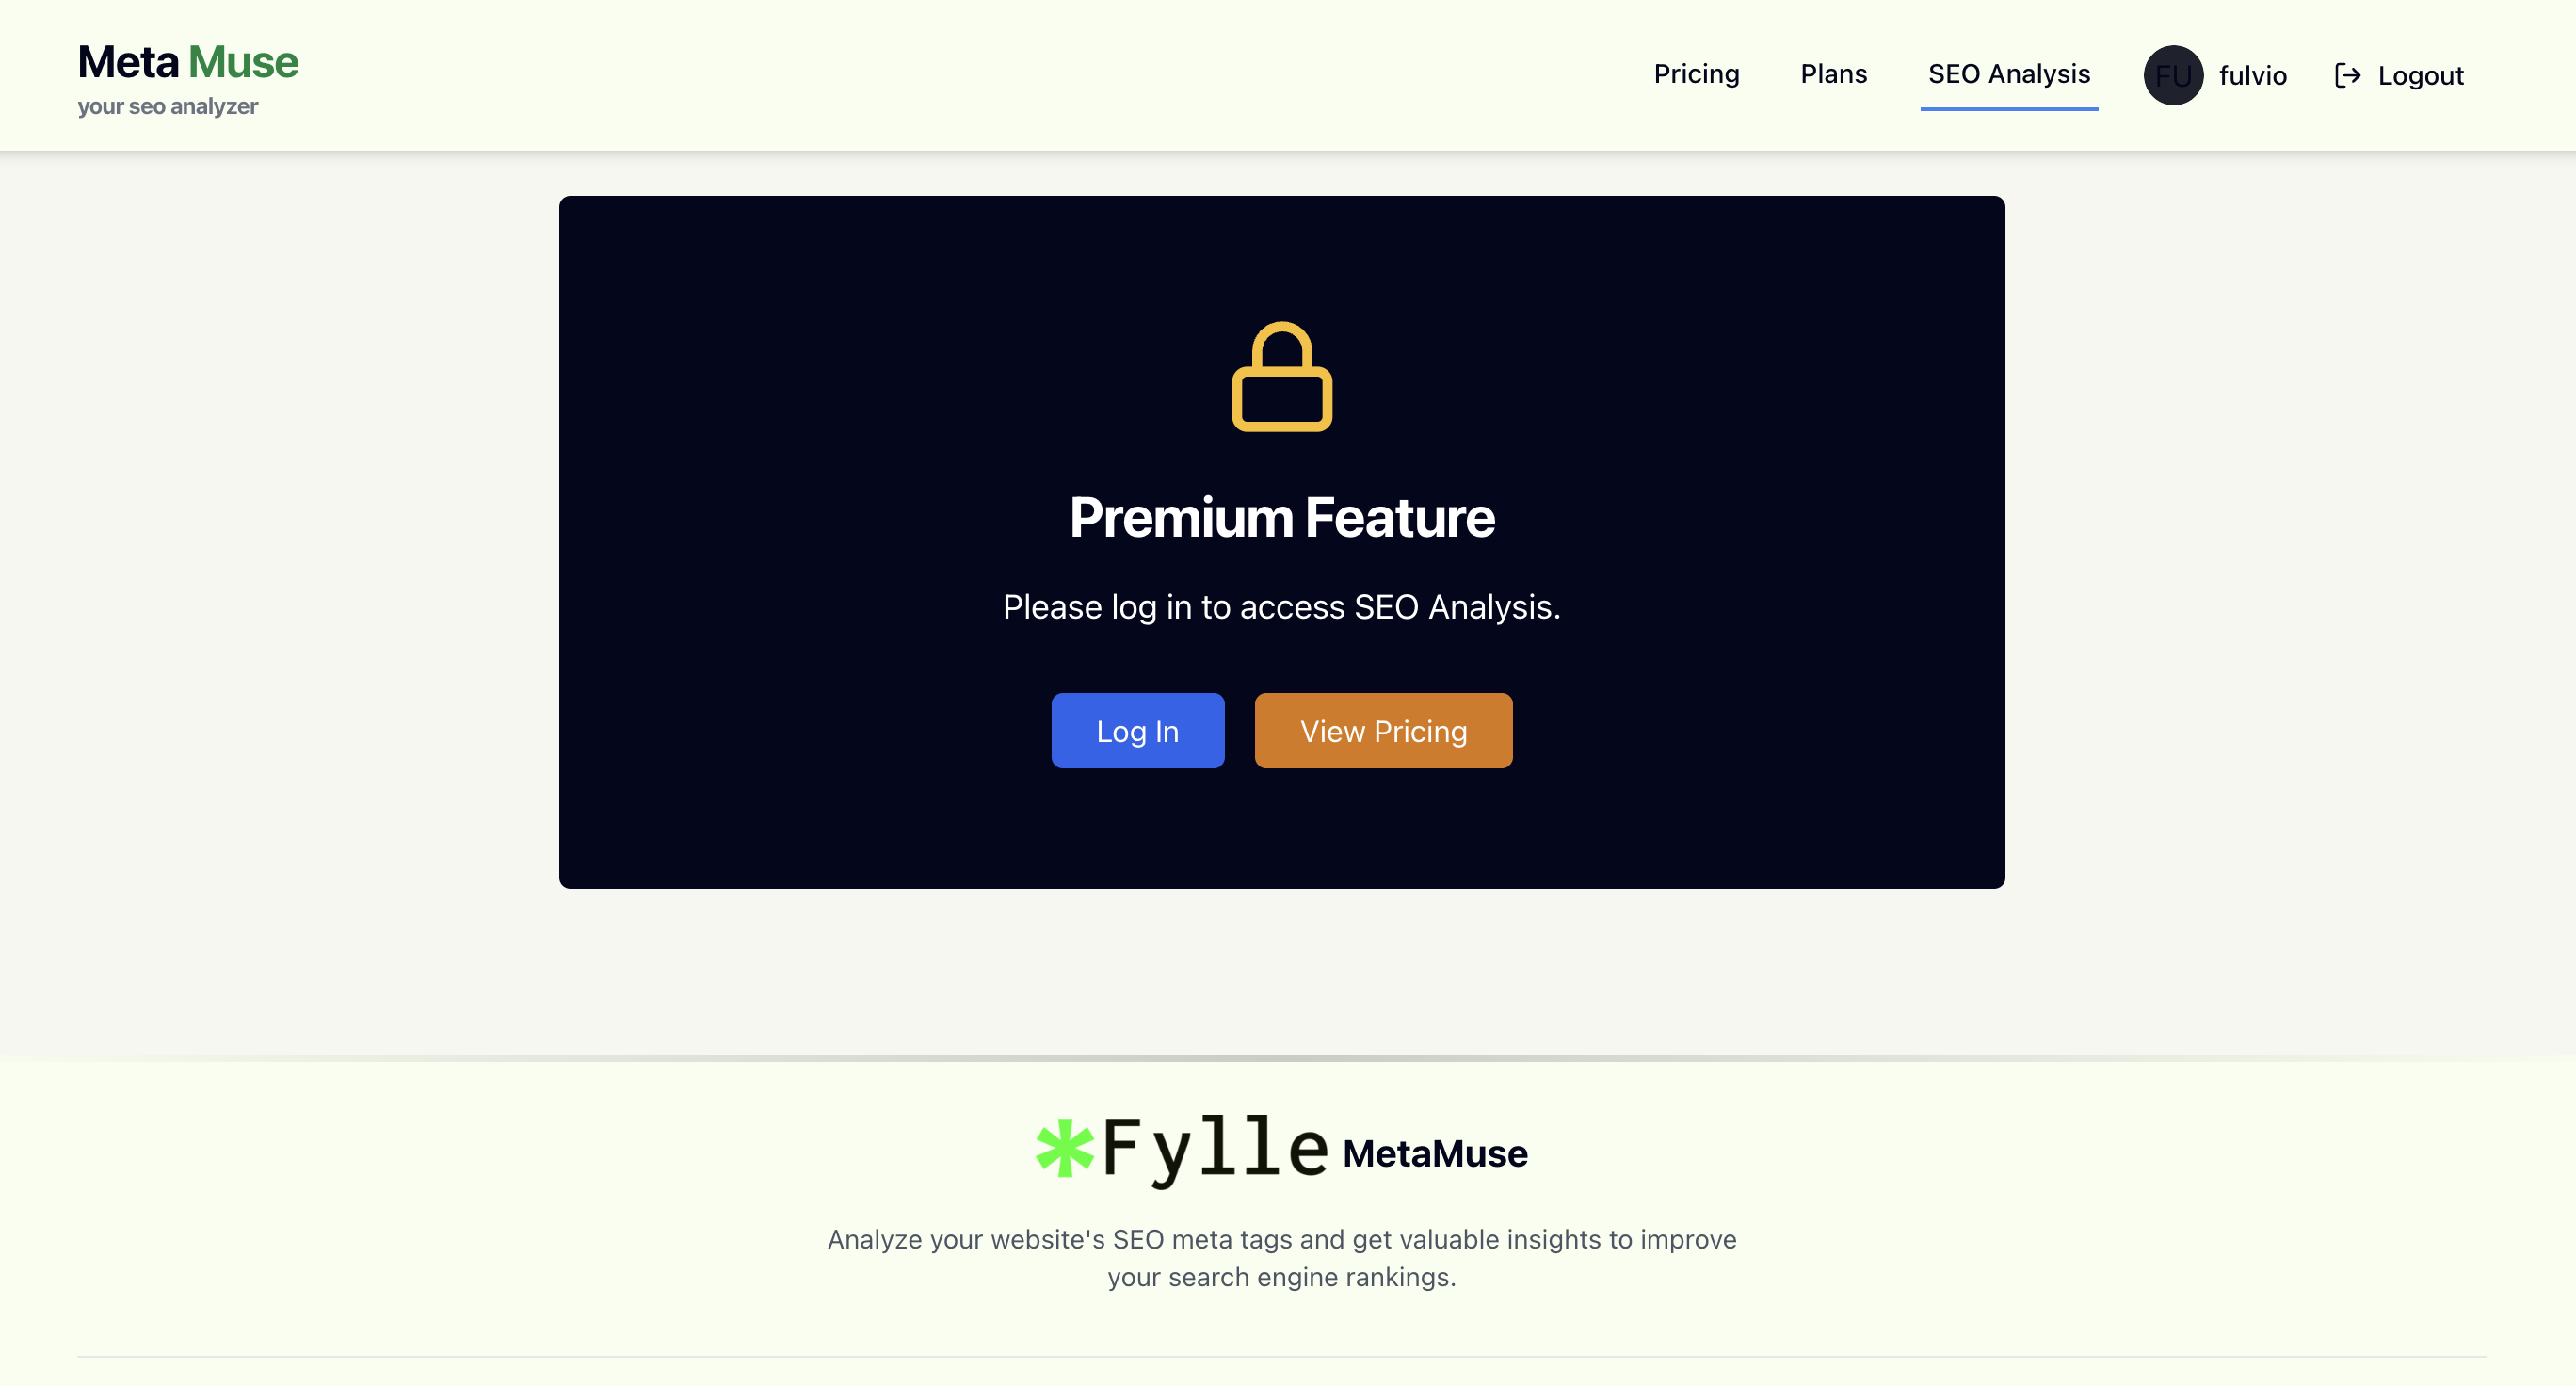 Meta Muse
your seo analyzer
Pricing
Plans
SEO Analysis
FU
fulvio
Logout
Premium Feature
Please log in to access SEO Analysis.
Log In
View Pricing
Fylle MetaMuse
Analyze your website's SEO meta tags and get valuable insights to improve
your search engine rankings.